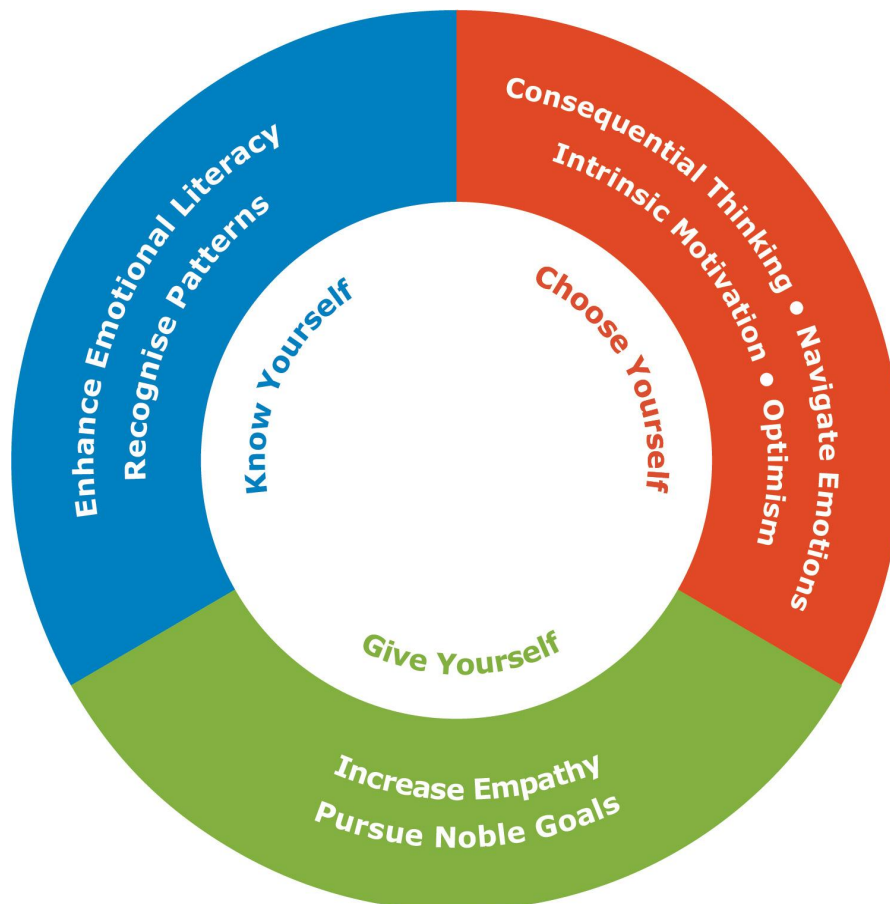 Enhance Emotional Literacy
Recognise Patterns
Know Yourself
Consequential Thinking ● Navigate Emotions
Intrinsic Motivation ● Optimism
Choose Yourself
Give Yourself
Increase Empathy
Pursue Noble Goals